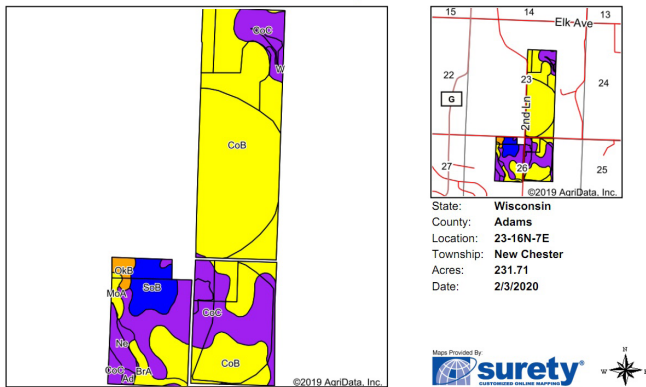 CoC
W
CoB
OkB
SoB
MoA
CoC
Ne
CoC
BrA
Ad
CoB
©2019 AgriData, Inc.
15
14
13
Elk Ave
22
23
24
G
2nd Ln
27
26
25
©2019 AgriData, Inc.
State: Wisconsin
County: Adams
Location: 23-16N-7E
Township: New Chester
Acres: 231.71
Date: 2/3/2020
Maps Provided By:
surety®
CUSTOMIZED ONLINE MAPPING
N
W E
S